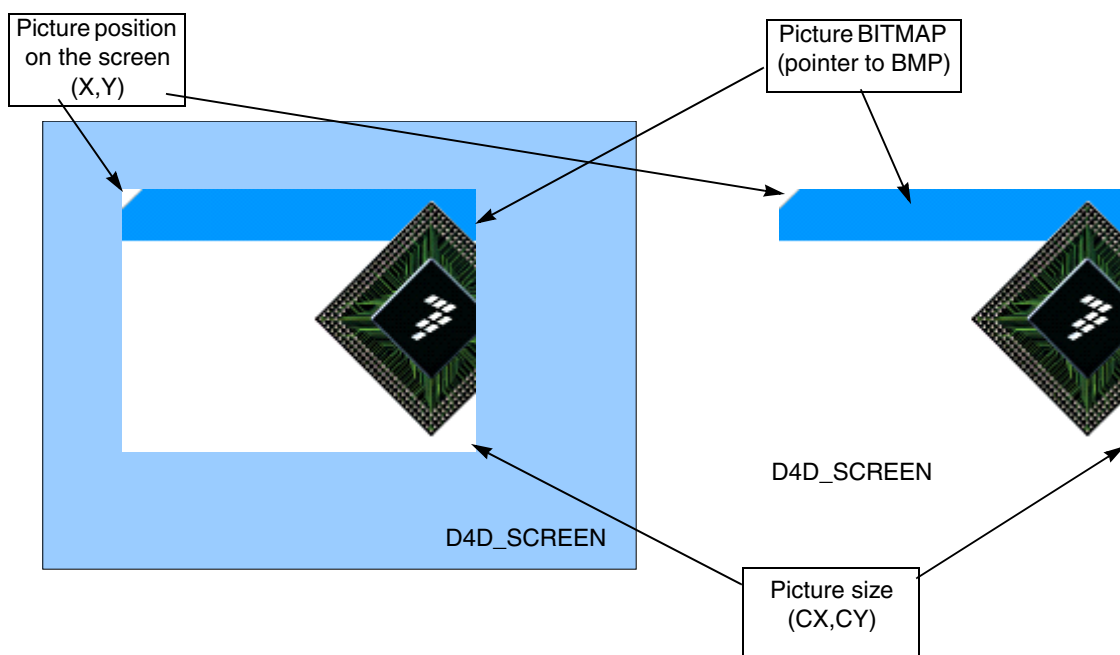 Picture position
on the screen
(X,Y)
Picture BITMAP
(pointer to BMP)
D4D_SCREEN
D4D_SCREEN
Picture size
(CX,CY)